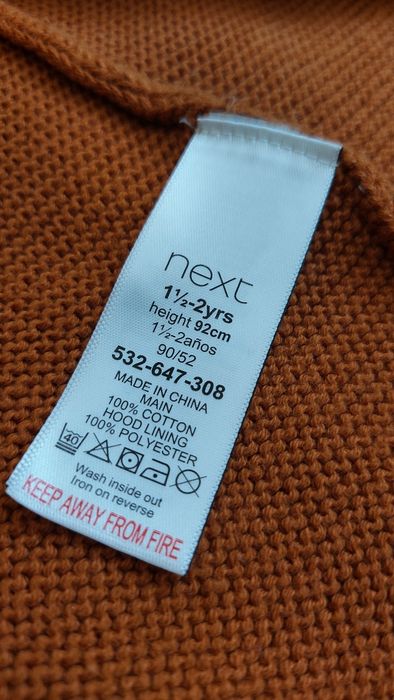 next
1½-2yrs
height 92cm
1½-2años
90/52
532-647-308
MADE IN CHINA
MAIN
100% COTTON
HOOD LINING
100% POLYESTER
40
Wash inside out
Iron on reverse
KEEP AWAY FROM FIRE